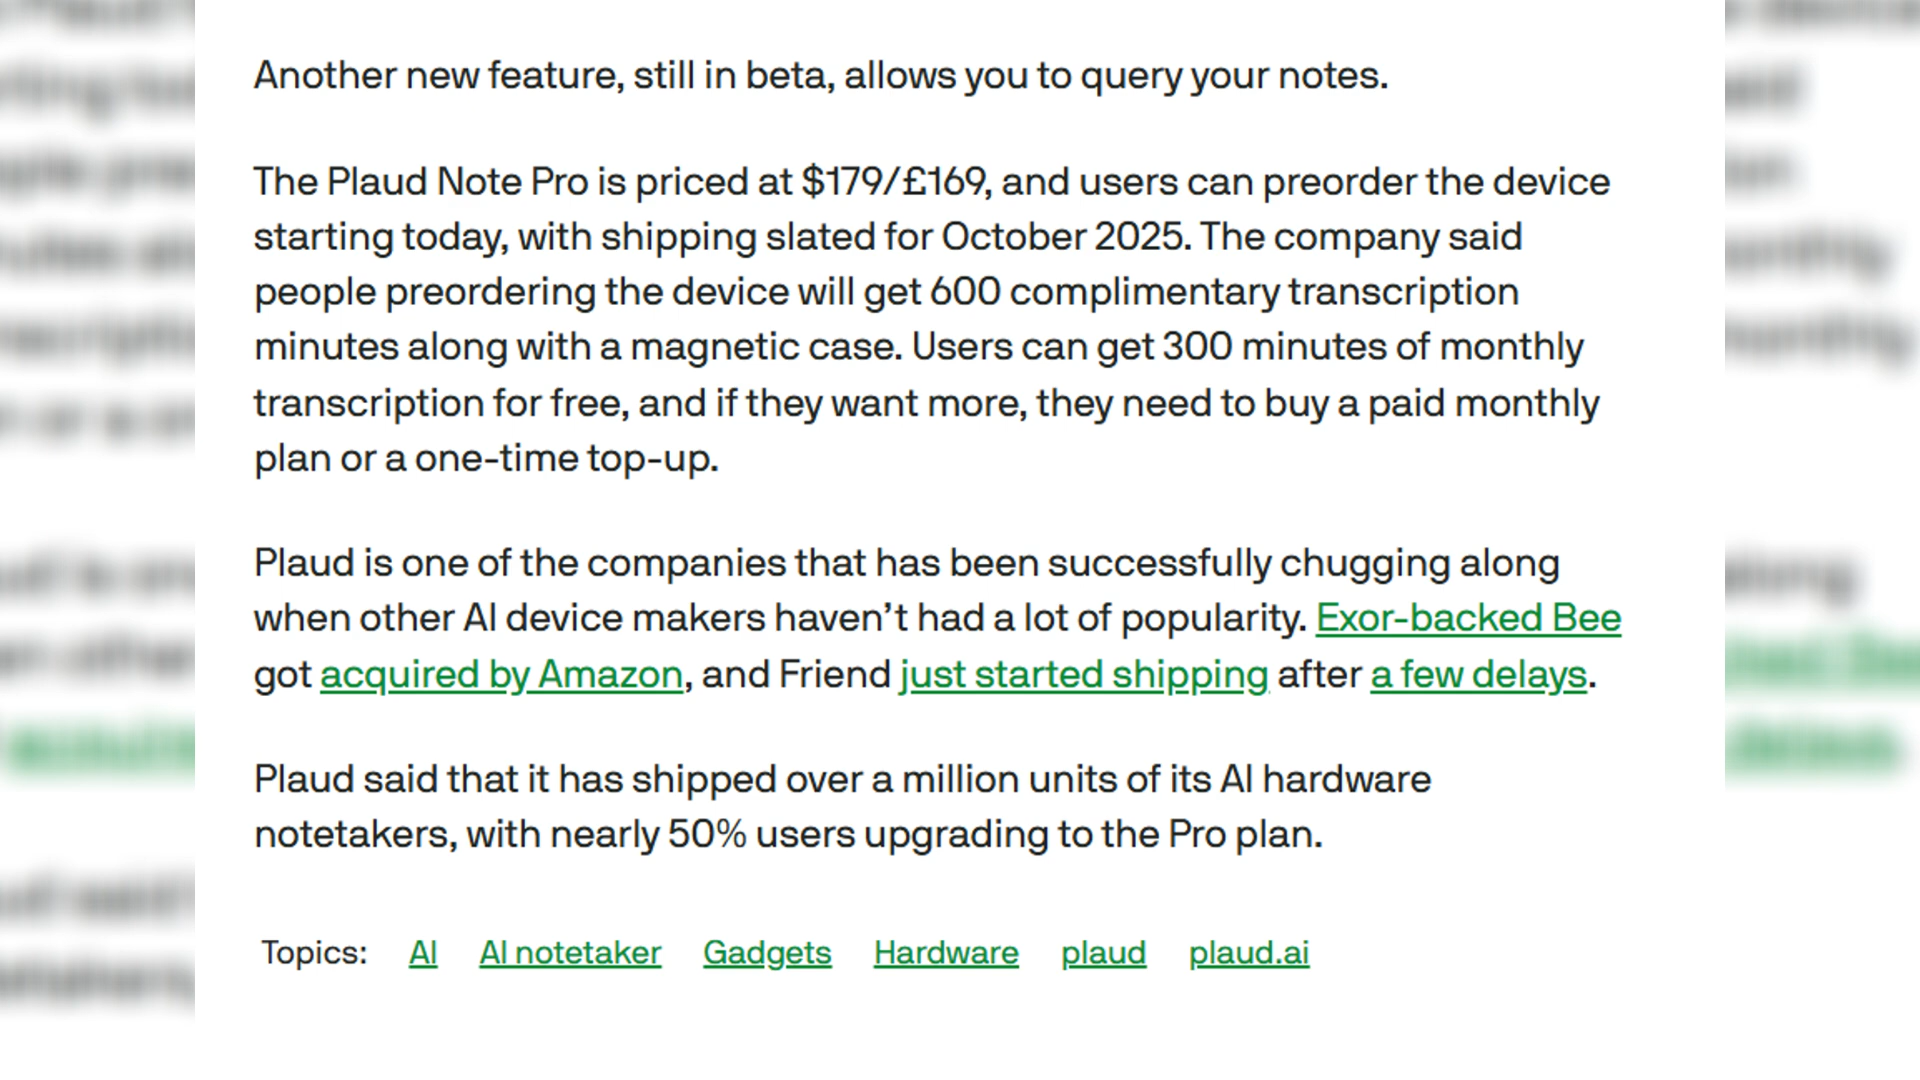 Another new feature, still in beta, allows you to query your notes.
The Plaud Note Pro is priced at $179/£169, and users can preorder the device
starting today, with shipping slated for October 2025. The company said
people preordering the device will get 600 complimentary transcription
minutes along with a magnetic case. Users can get 300 minutes of monthly
transcription for free, and if they want more, they need to buy a paid monthly
plan or a one-time top-up.
Plaud is one of the companies that has been successfully chugging along
when other AI device makers haven’t had a lot of popularity. Exor-backed Bee
got acquired by Amazon, and Friend just started shipping after a few delays.
Plaud said that it has shipped over a million units of its AI hardware
notetakers, with nearly 50% users upgrading to the Pro plan.
Topics: AI AI notetaker Gadgets Hardware plaud plaud.ai